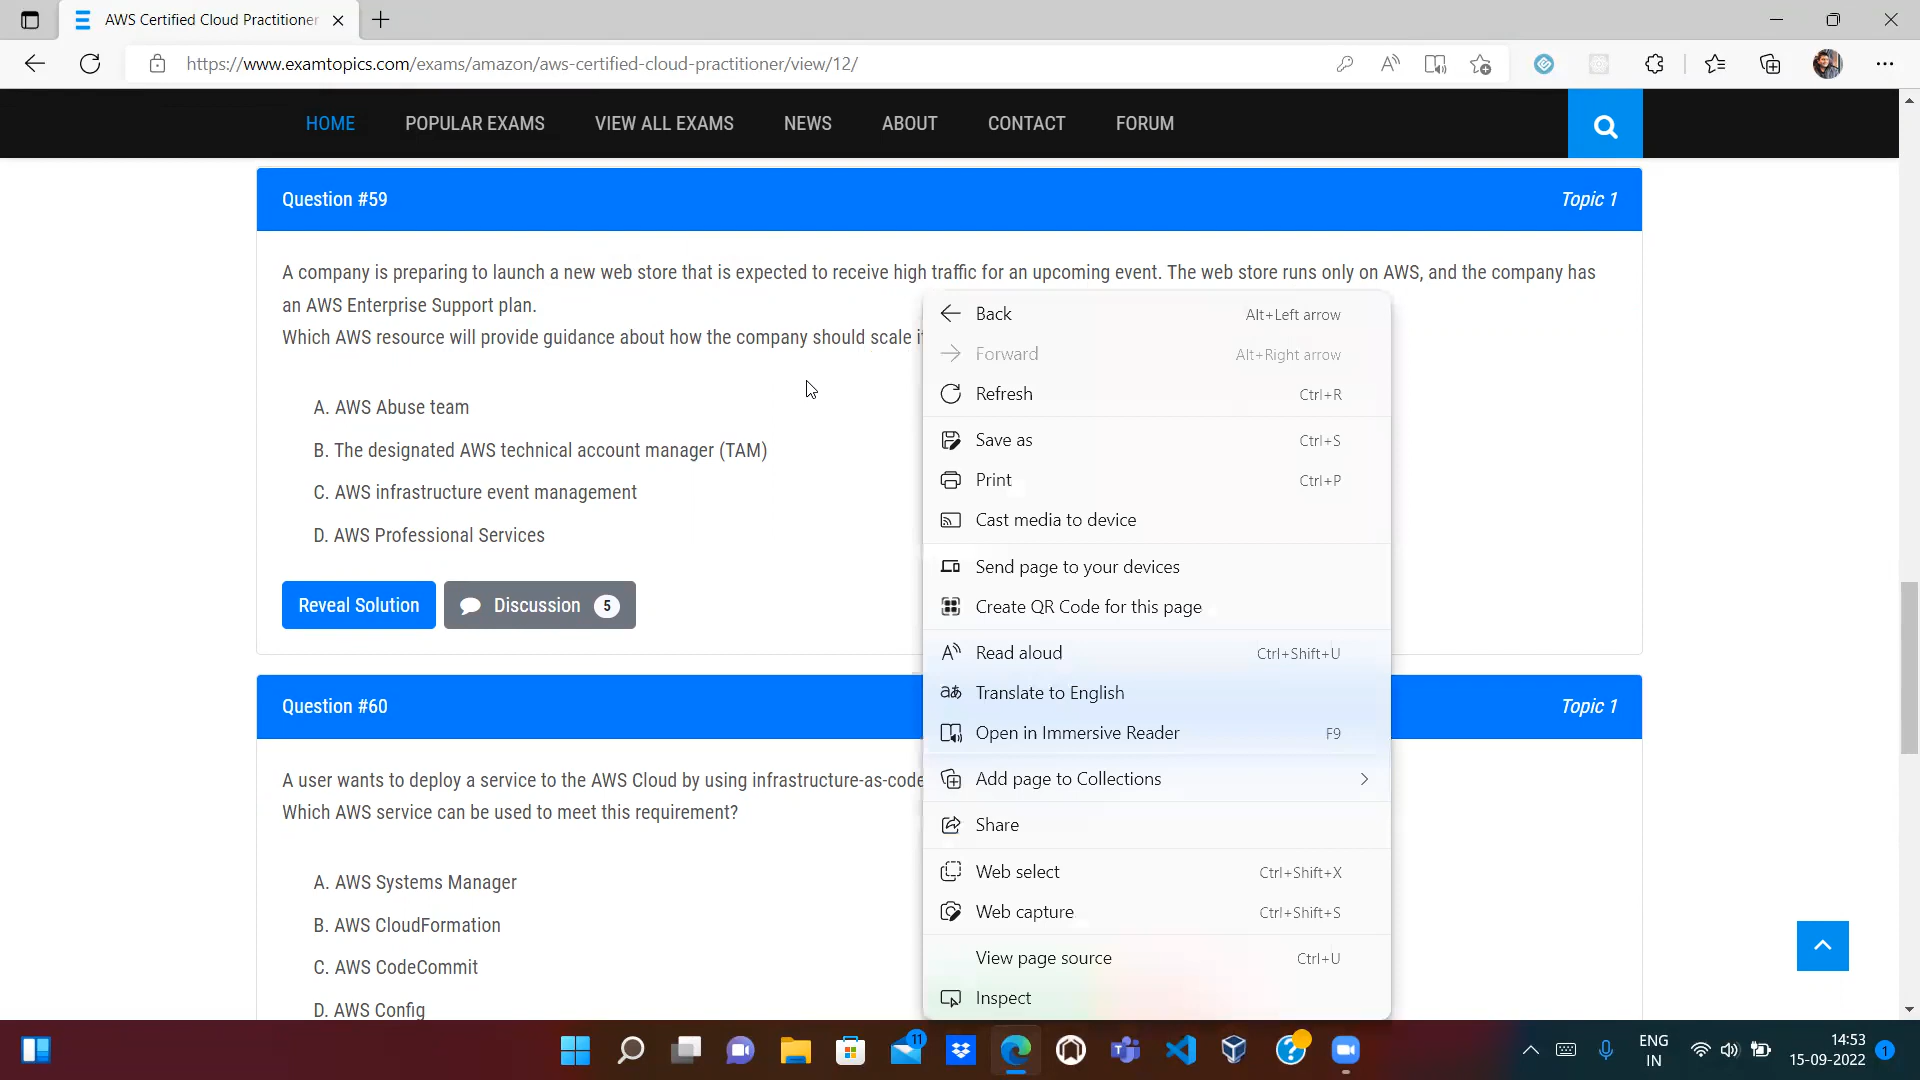 AWS Certified Cloud Practitioner
https://www.examtopics.com/exams/amazon/aws-certified-cloud-practitioner/view/12/
HOME POPULAR EXAMS VIEW ALL EXAMS NEWS ABOUT CONTACT FORUM
Question #59 Topic 1
A company is preparing to launch a new web store that is expected to receive high traffic for an upcoming event. The web store runs only on AWS, and the company has
an AWS Enterprise Support plan.
Which AWS resource will provide guidance about how the company should scale
A. AWS Abuse team
B. The designated AWS technical account manager (TAM)
C. AWS infrastructure event management
D. AWS Professional Services
Reveal Solution Discussion 5
Question #60 Topic 1
A user wants to deploy a service to the AWS Cloud by using infrastructure-as-code
Which AWS service can be used to meet this requirement?
A. AWS Systems Manager
B. AWS CloudFormation
C. AWS CodeCommit
D. AWS Config
Back Alt+Left arrow
Forward Alt+Right arrow
Refresh Ctrl+R
Save as Ctrl+S
Print Ctrl+P
Cast media to device
Send page to your devices
Create QR Code for this page
Read aloud Ctrl+Shift+U
Translate to English
Open in Immersive Reader F9
Add page to Collections
Share
Web select Ctrl+Shift+X
Web capture Ctrl+Shift+S
View page source Ctrl+U
Inspect
11
ENG
IN
14:53
15-09-2022
1